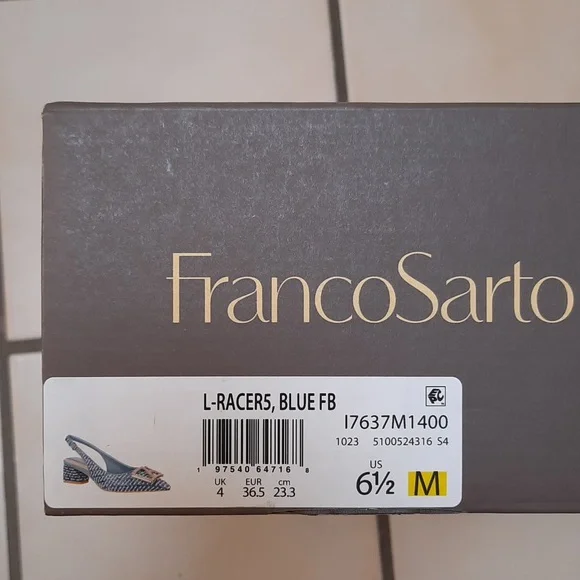 FrancoSarto
L-RACER5, BLUE FB
I7637M1400
1023 5100524316 S4
1 97540 64716 8
UK EUR cm
4 36.5 23.3
US
6½ M